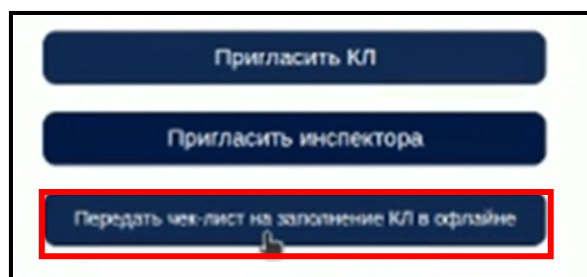 Пригласить КЛ
Пригласить инспектора
Передать чек-лист на заполнение КЛ в офлайне